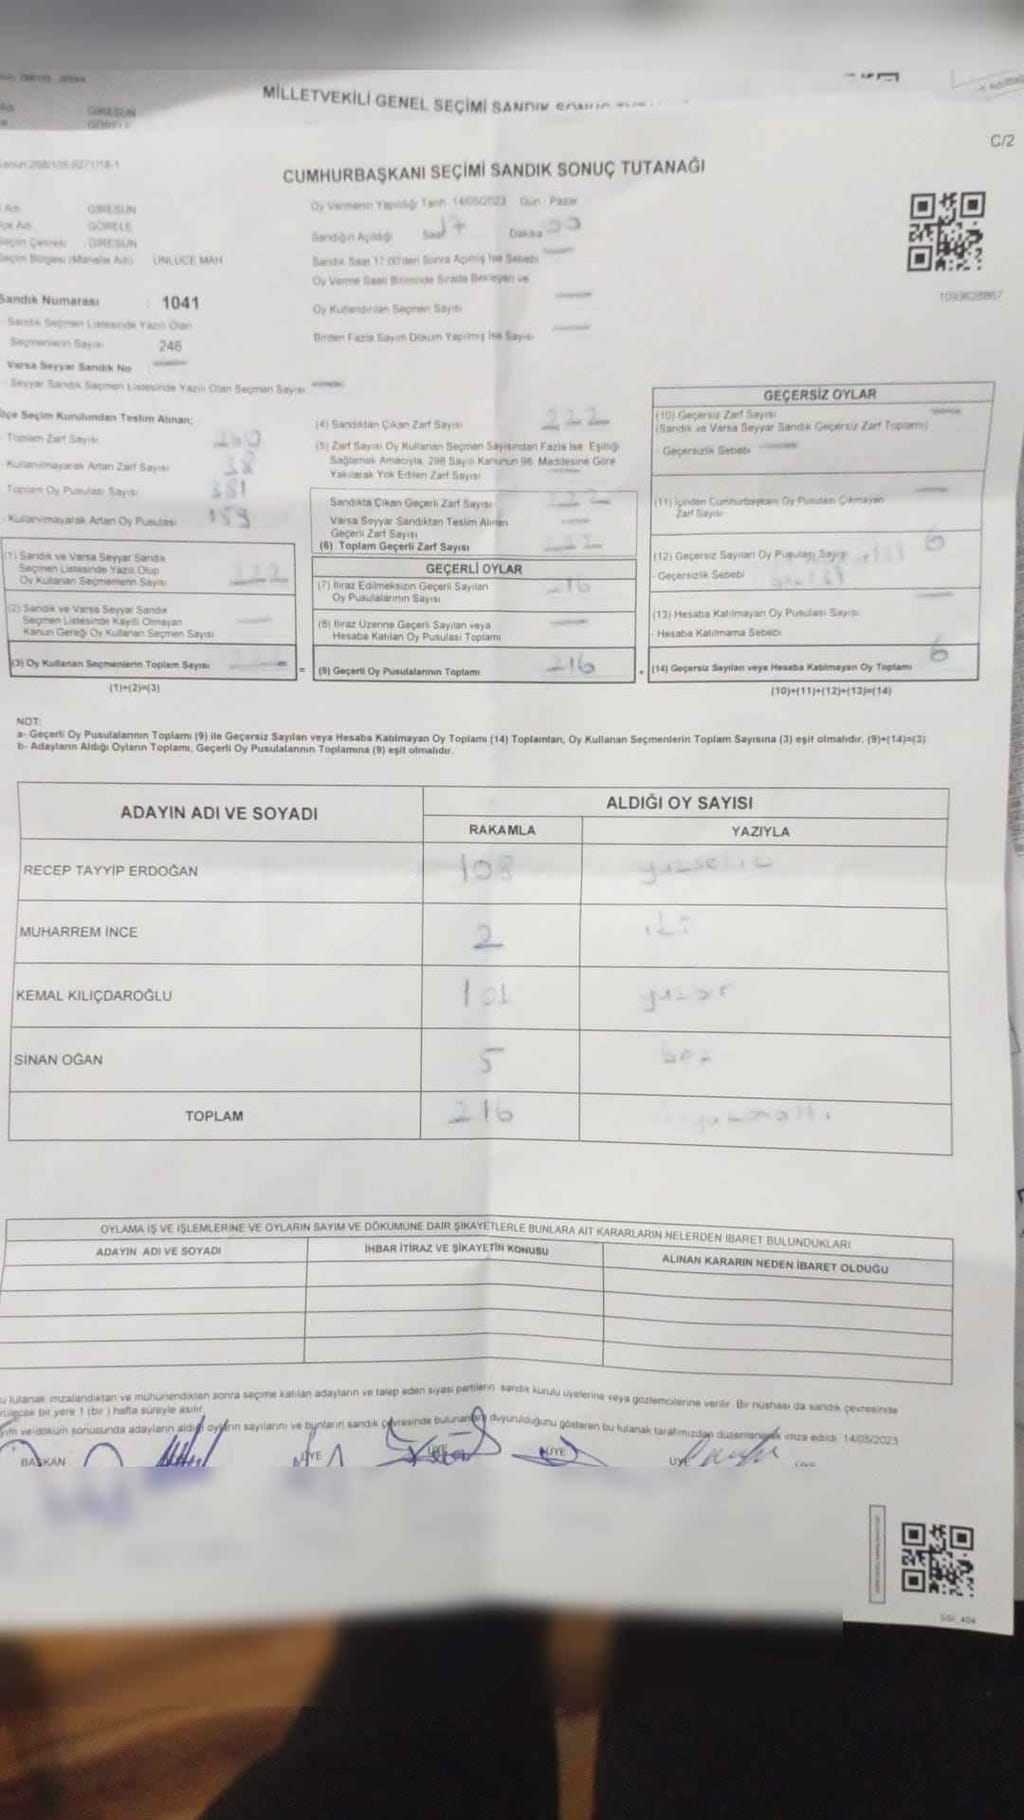 MİLLETVEKİLİ GENEL SEÇİMİ SANDIK SONUÇ
GİRESUN
GÖRELE
C/2
CUMHURBAŞKANI SEÇİMİ SANDIK SONUÇ TUTANAĞI
Oy Vermenin Yapıldığı Tarih 14/05/2023 Gün Pazar
GİRESUN
GÖRELE
Seçim Çevresi GİRESUN
Seçim Bölgesi (Mahalle Adı) ÜNLÜCE MAH
Sandığın Açıldığı Saat 17 Dakika
Sandık Saat 17:00'den Sonra Açılmış İse Sebebi
Oy Verme Saati Bitiminde Sırada Bekleyen ve
Oy Kullandırılan Seçmen Sayısı
Birden Fazla Sayım Döküm Yapılmış İse Sayısı
1093628867
Sandık Numarası : 1041
Sandık Seçmen Listesinde Yazılı Olan
Seçmenlerin Sayısı 246
Varsa Seyyar Sandık No
Seyyar Sandık Seçmen Listesinde Yazılı Olan Seçmen Sayısı
İlçe Seçim Kurulundan Teslim Alınan;
Toplam Zarf Sayısı
Kullanılmayarak Artan Zarf Sayısı
Toplam Oy Pusulası Sayısı
Kullanılmayarak Artan Oy Pusulası 159
(1) Sandık ve Varsa Seyyar Sandık
Seçmen Listesinde Yazılı Olup
Oy Kullanan Seçmenlerin Sayısı 222
(2) Sandık ve Varsa Seyyar Sandık
Seçmen Listesinde Kayıtlı Olmayan
Kanun Gereği Oy Kullanan Seçmen Sayısı
(3) Oy Kullanan Seçmenlerin Toplam Sayısı
(1)+(2)=(3)
(4) Sandıktan Çıkan Zarf Sayısı 222
(5) Zarf Sayısı Oy Kullanan Seçmen Sayısından Fazla İse, Eşitliği
Sağlamak Amacıyla, 298 Sayılı Kanunun 98. Maddesine Göre
Yakılarak Yok Edilen Zarf Sayısı
Sandıkta Çıkan Geçerli Zarf Sayısı 222
Varsa Seyyar Sandıktan Teslim Alınan
Geçerli Zarf Sayısı
(6) Toplam Geçerli Zarf Sayısı 222
GEÇERLİ OYLAR
(7) İtiraz Edilmeksizin Geçerli Sayılan
Oy Pusulalarının Sayısı 216
(8) İtiraz Üzerine Geçerli Sayılan veya
Hesaba Katılan Oy Pusulası Toplamı
= (9) Geçerli Oy Pusulalarının Toplamı 216
GEÇERSİZ OYLAR
(10) Geçersiz Zarf Sayısı
(Sandık ve Varsa Seyyar Sandık Geçersiz Zarf Toplamı)
- Geçersizlik Sebebi
(11) İçinden Cumhurbaşkanı Oy Pusulası Çıkmayan
Zarf Sayısı
(12) Geçersiz Sayılan Oy Pusulası Sayısı 6
- Geçersizlik Sebebi
(13) Hesaba Katılmayan Oy Pusulası Sayısı
- Hesaba Katılmama Sebebi
+ (14) Geçersiz Sayılan veya Hesaba Katılmayan Oy Toplamı 6
(10)+(11)+(12)+(13)=(14)
NOT:
a- Geçerli Oy Pusulalarının Toplamı (9) ile Geçersiz Sayılan veya Hesaba Katılmayan Oy Toplamı (14) Toplamları, Oy Kullanan Seçmenlerin Toplam Sayısına (3) eşit olmalıdır. (9)+(14)=(3)
b- Adayların Aldığı Oyların Toplamı, Geçerli Oy Pusulalarının Toplamına (9) eşit olmalıdır.
ADAYIN ADI VE SOYADI ALDIĞI OY SAYISI
RAKAMLA YAZIYLA
RECEP TAYYİP ERDOĞAN 108 yüzsekiz
MUHARREM İNCE 2 iki
KEMAL KILIÇDAROĞLU 101 yüzbir
SİNAN OĞAN 5 beş
TOPLAM 216
OYLAMA İŞ VE İŞLEMLERİNE VE OYLARIN SAYIM VE DÖKÜMÜNE DAİR ŞİKAYETLERLE BUNLARA AİT KARARLARIN NELERDEN İBARET BULUNDUKLARI
ADAYIN ADI VE SOYADI İHBAR İTİRAZ VE ŞİKAYETİN KONUSU ALINAN KARARIN NEDEN İBARET OLDUĞU
u tutanak imzalandıktan ve mühürlendikten sonra seçime katılan adayların ve talep eden siyasi partilerin sandık kurulu üyelerine veya gözlemcilerine verilir. Bir nüshası da sandık çevresinde
bir yere 1 (bir) hafta süreyle asılır.
ım ve döküm sonucunda adayların aldığı oyların sayılarını ve bunların sandık çevresinde bulunanlara duyurulduğunu gösteren bu tutanak tarafımızdan düzenlenerek imza edildi. 14/05/2023
BAŞKAN ÜYE ÜYE ÜYE ÜYE